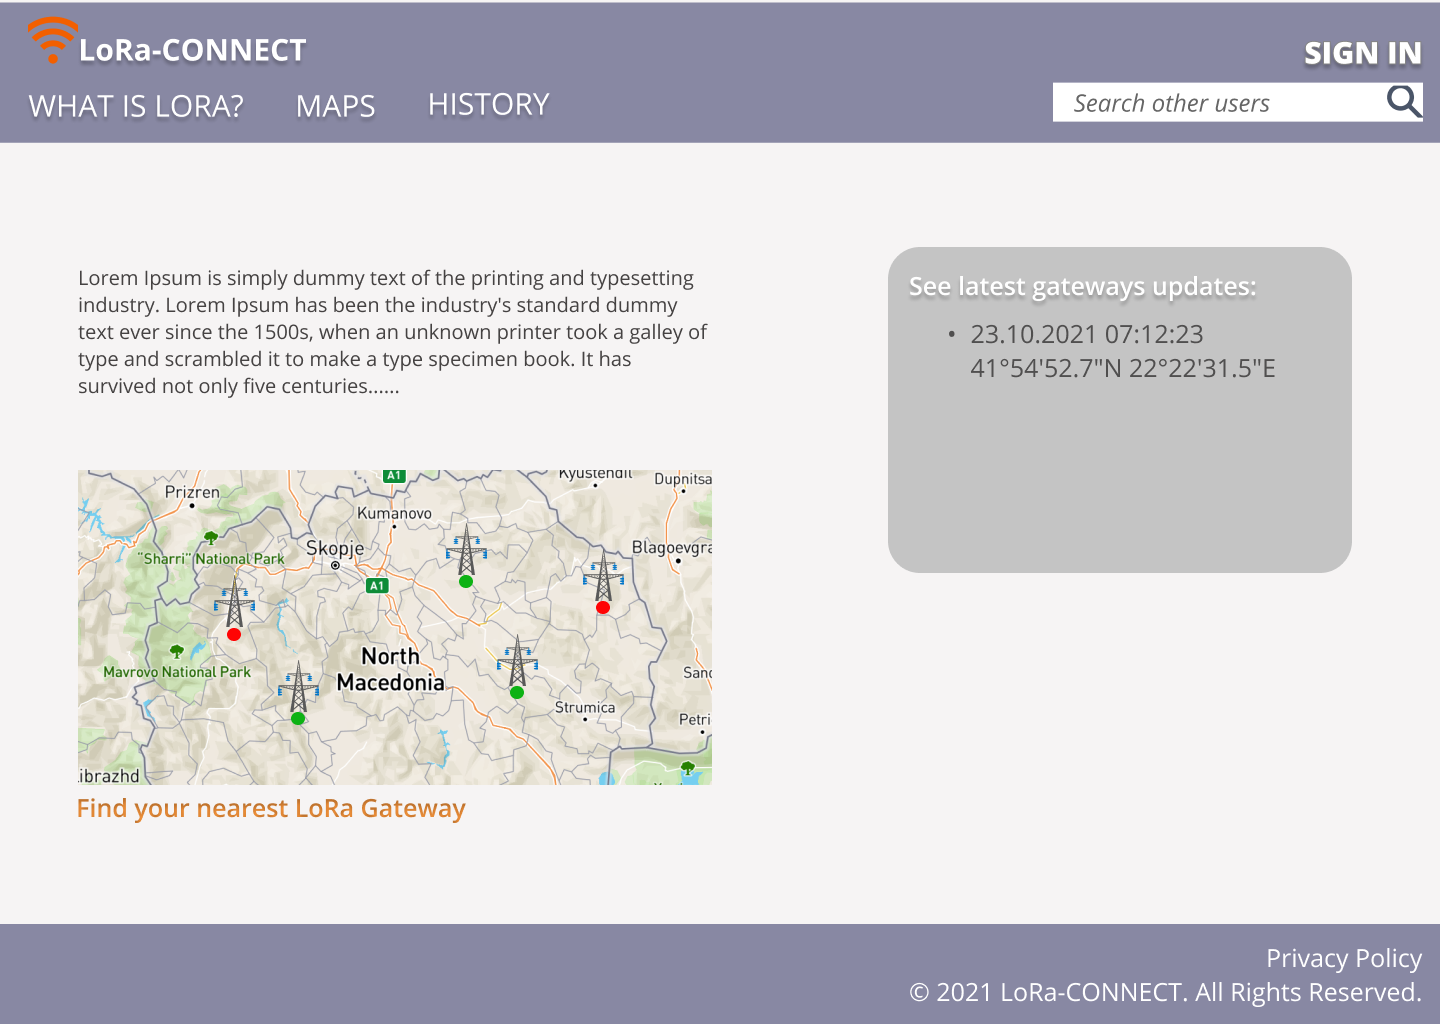 LoRa-CONNECT
SIGN IN
WHAT IS LORA? MAPS HISTORY
Search other users
Lorem Ipsum is simply dummy text of the printing and typesetting
industry. Lorem Ipsum has been the industry's standard dummy
text ever since the 1500s, when an unknown printer took a galley of
type and scrambled it to make a type specimen book. It has
survived not only five centuries......
See latest gateways updates:
• 23.10.2021 07:12:23
41°54'52.7"N 22°22'31.5"E
A1
Kyustendil
Dupnitsa
Prizren
Kumanovo
Skopje
Blagoevgra
"Sharri" National Park
A1
North
Macedonia
Mavrovo National Park
Sand
Strumica
Petri
Librazhd
Find your nearest LoRa Gateway
Privacy Policy
© 2021 LoRa-CONNECT. All Rights Reserved.